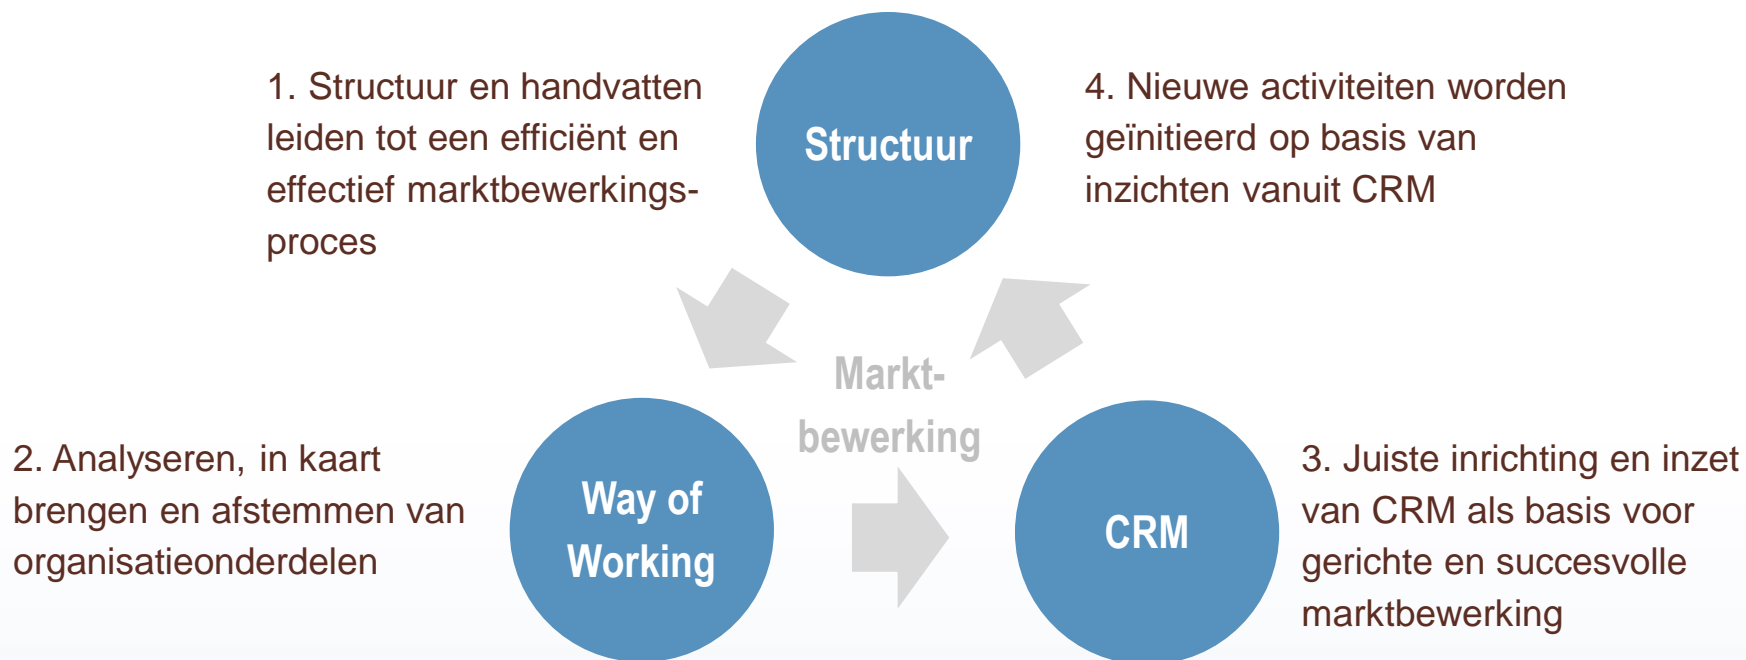 1. Structuur en handvatten
leiden tot een efficiënt en
effectief marktbewerkings-
proces
Structuur
4. Nieuwe activiteiten worden
geïnitieerd op basis van
inzichten vanuit CRM
Markt-
bewerking
2. Analyseren, in kaart
brengen en afstemmen van
organisatieonderdelen
Way of
Working
CRM
3. Juiste inrichting en inzet
van CRM als basis voor
gerichte en succesvolle
marktbewerking